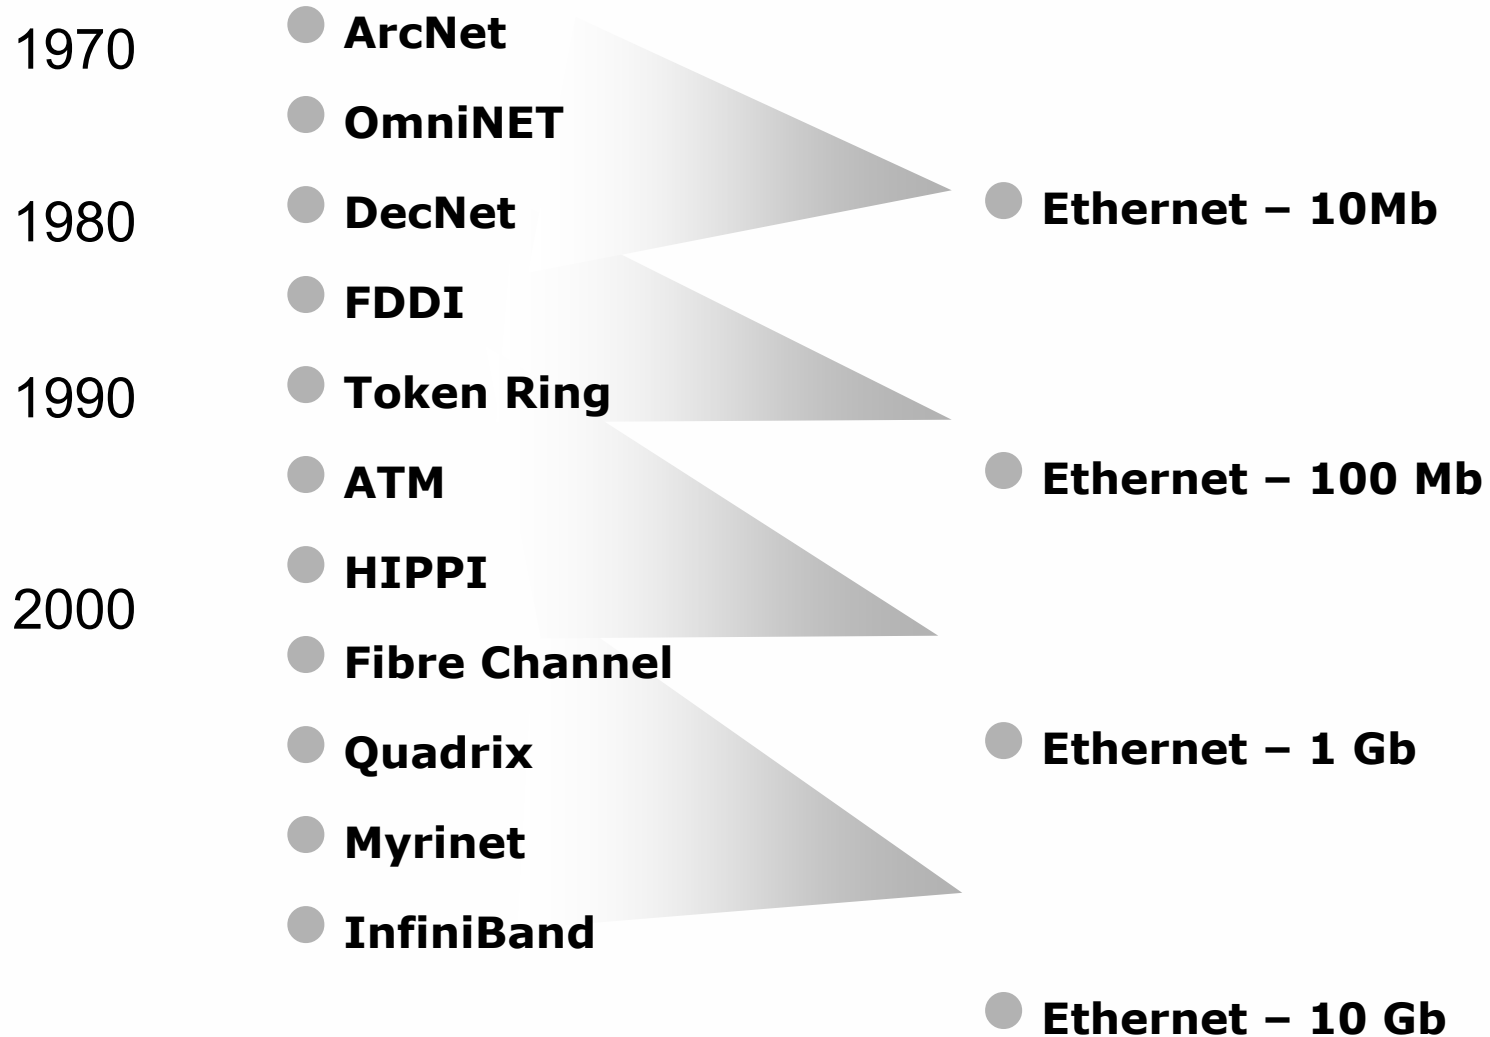 1970
1980
1990
2000
ArcNet
OmniNET
DecNet
FDDI
Token Ring
ATM
HIPPI
Fibre Channel
Quadrix
Myrinet
InfiniBand
Ethernet – 10Mb
Ethernet – 100 Mb
Ethernet – 1 Gb
Ethernet – 10 Gb